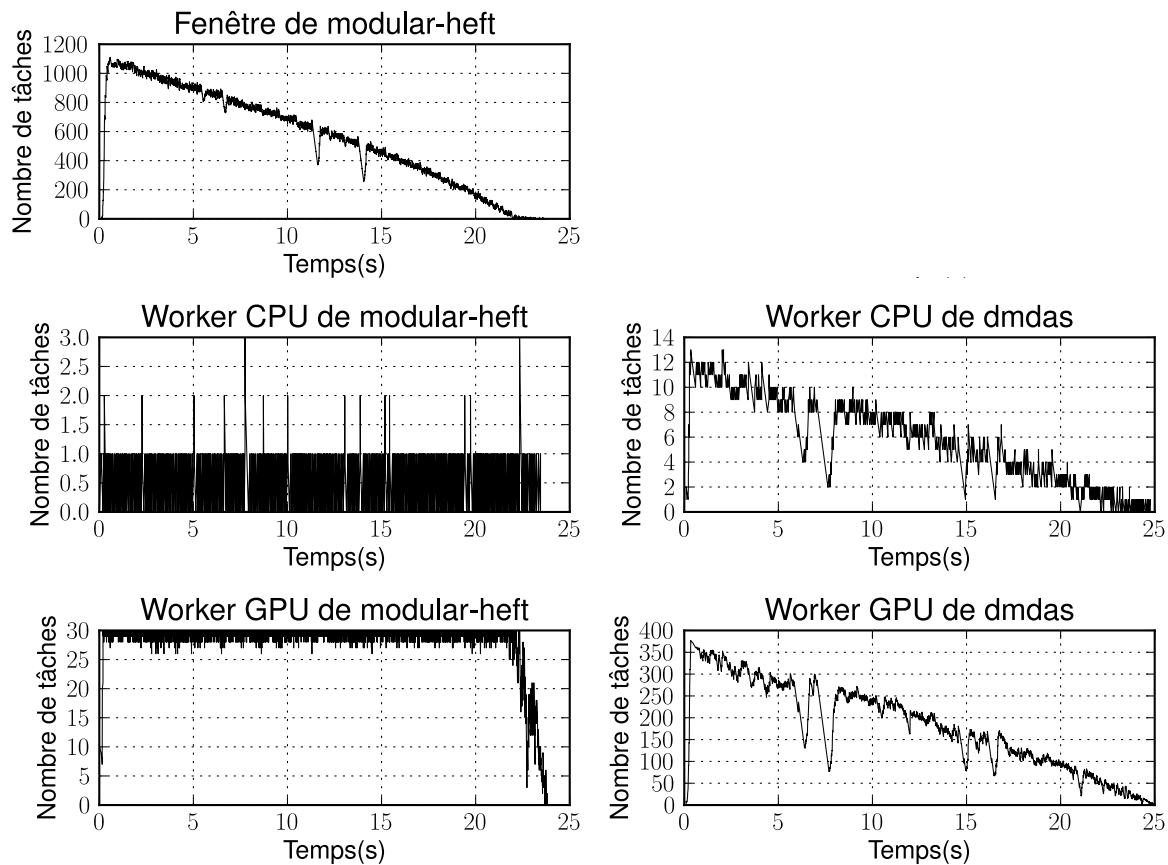 Fenêtre de modular-heft
Nombre de tâches
1200
1000
800
600
400
200
0
0 5 10 15 20 25
Temps(s)
Worker CPU de modular-heft
Nombre de tâches
3.0
2.5
2.0
1.5
1.0
0.5
0.0
0 5 10 15 20 25
Temps(s)
Worker CPU de dmdas
Nombre de tâches
14
12
10
8
6
4
2
0
0 5 10 15 20 25
Temps(s)
Worker GPU de modular-heft
Nombre de tâches
30
25
20
15
10
5
0
0 5 10 15 20 25
Temps(s)
Worker GPU de dmdas
Nombre de tâches
400
350
300
250
200
150
100
50
0
0 5 10 15 20 25
Temps(s)